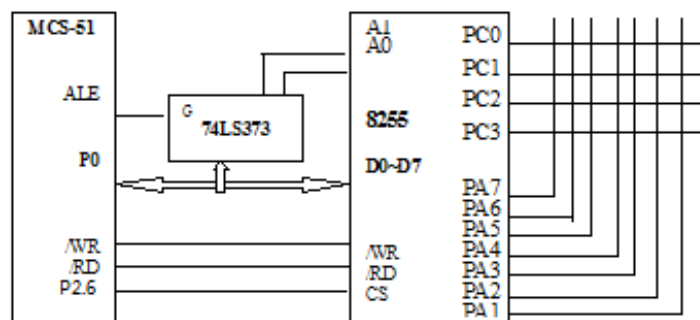 MCS-51
ALE
P0
/WR
/RD
P2.6
G
74LS373
A1
A0
8255
D0~D7
/WR
/RD
CS
PC0
PC1
PC2
PC3
PA7
PA6
PA5
PA4
PA3
PA2
PA1